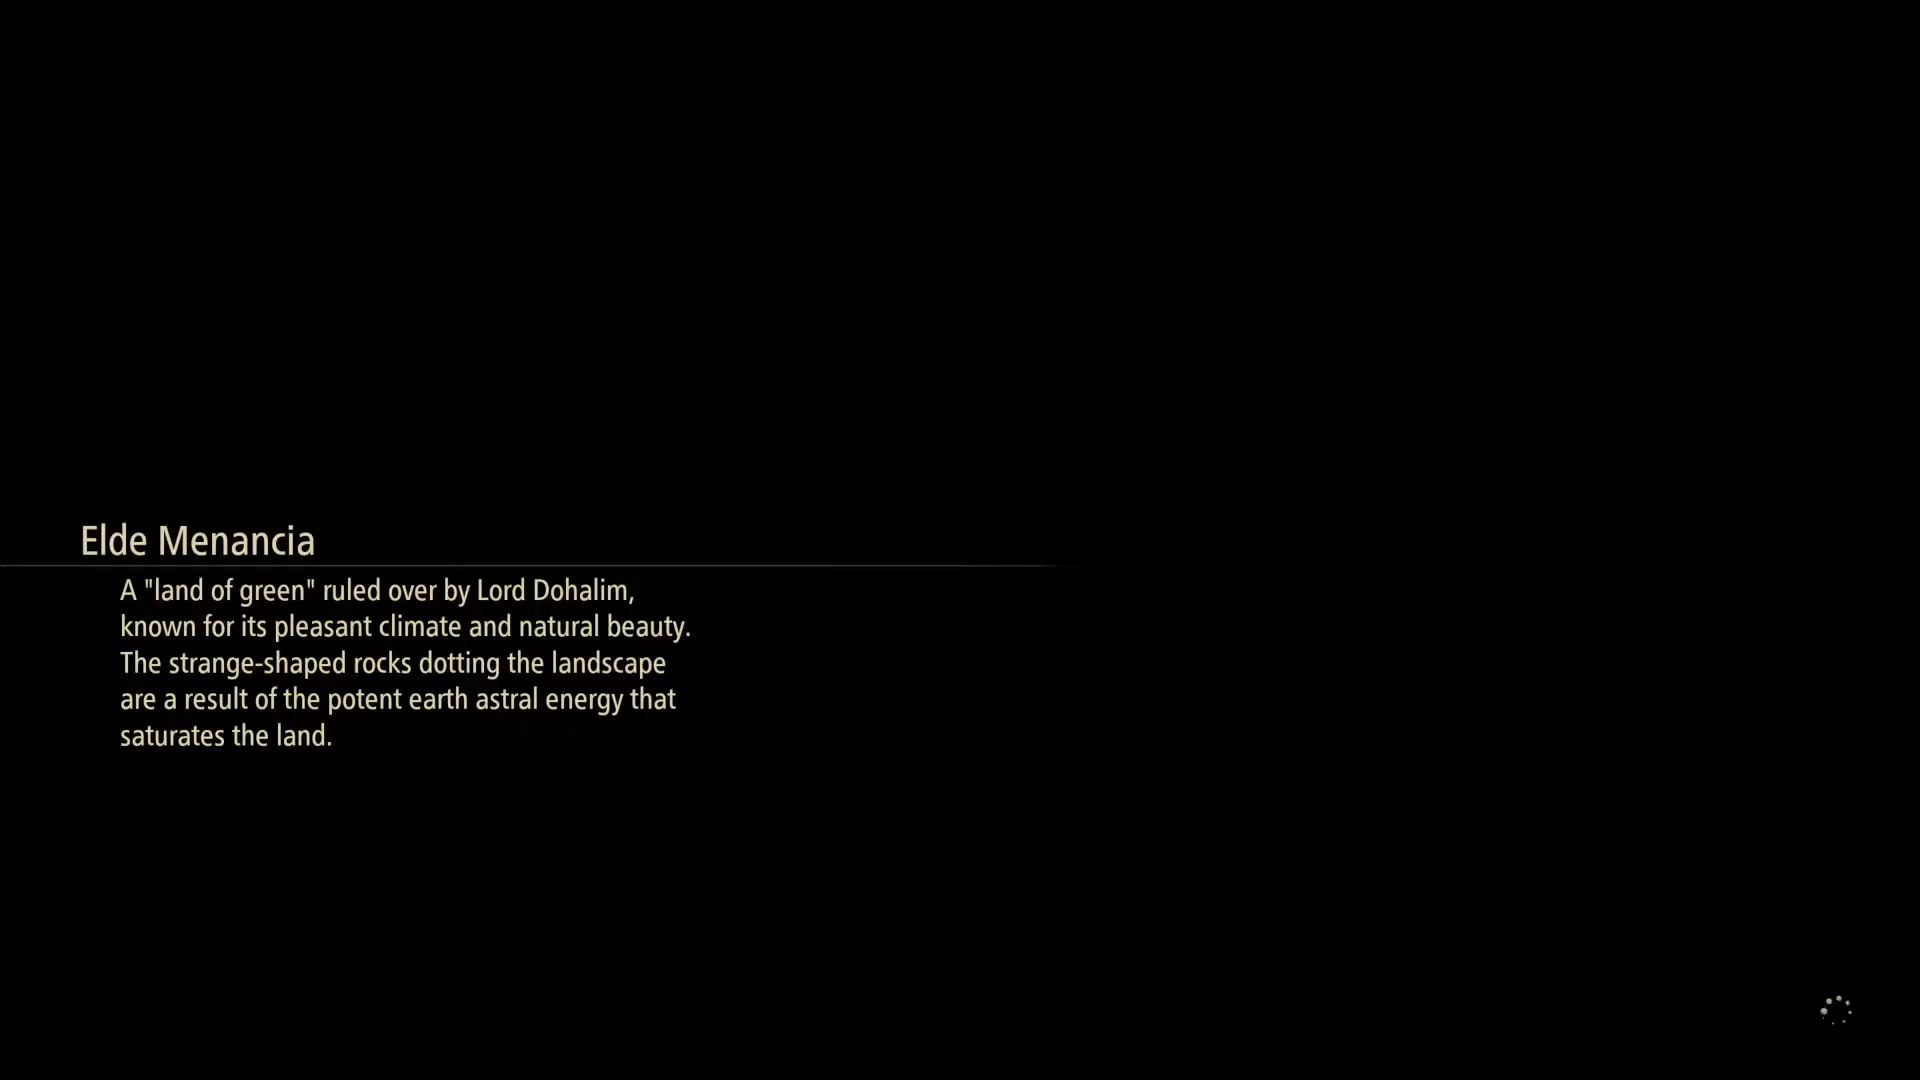 Elde Menancia
A "land of green" ruled over by Lord Dohalim,
known for its pleasant climate and natural beauty.
The strange-shaped rocks dotting the landscape
are a result of the potent earth astral energy that
saturates the land.